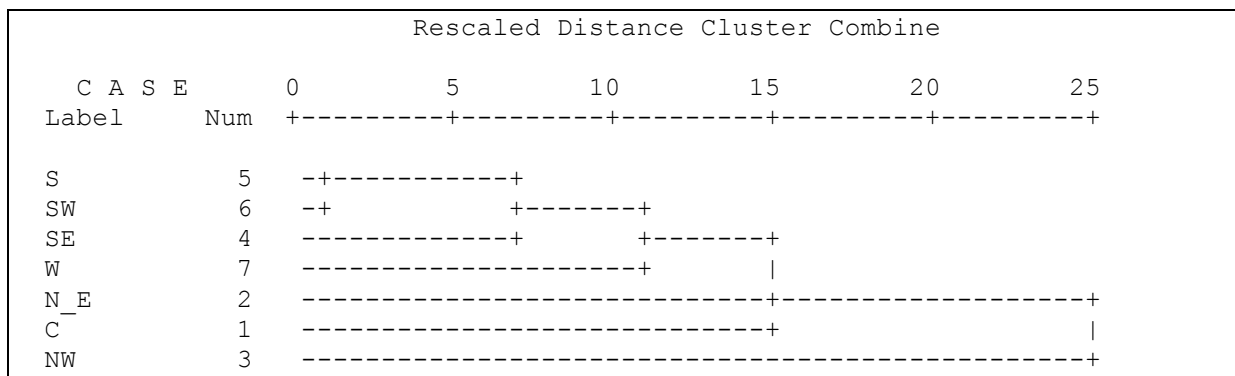 Rescaled Distance Cluster Combine
C A S E 0 5 10 15 20 25
Label Num +---------+---------+---------+---------+---------+
S 5 -+------------+
SW 6 -+ +-------+
SE 4 -------------+ +-------+
W 7 ---------------------+ |
N_E 2 -----------------------------+-------------------+
C 1 -----------------------------+ |
NW 3 -------------------------------------------------+